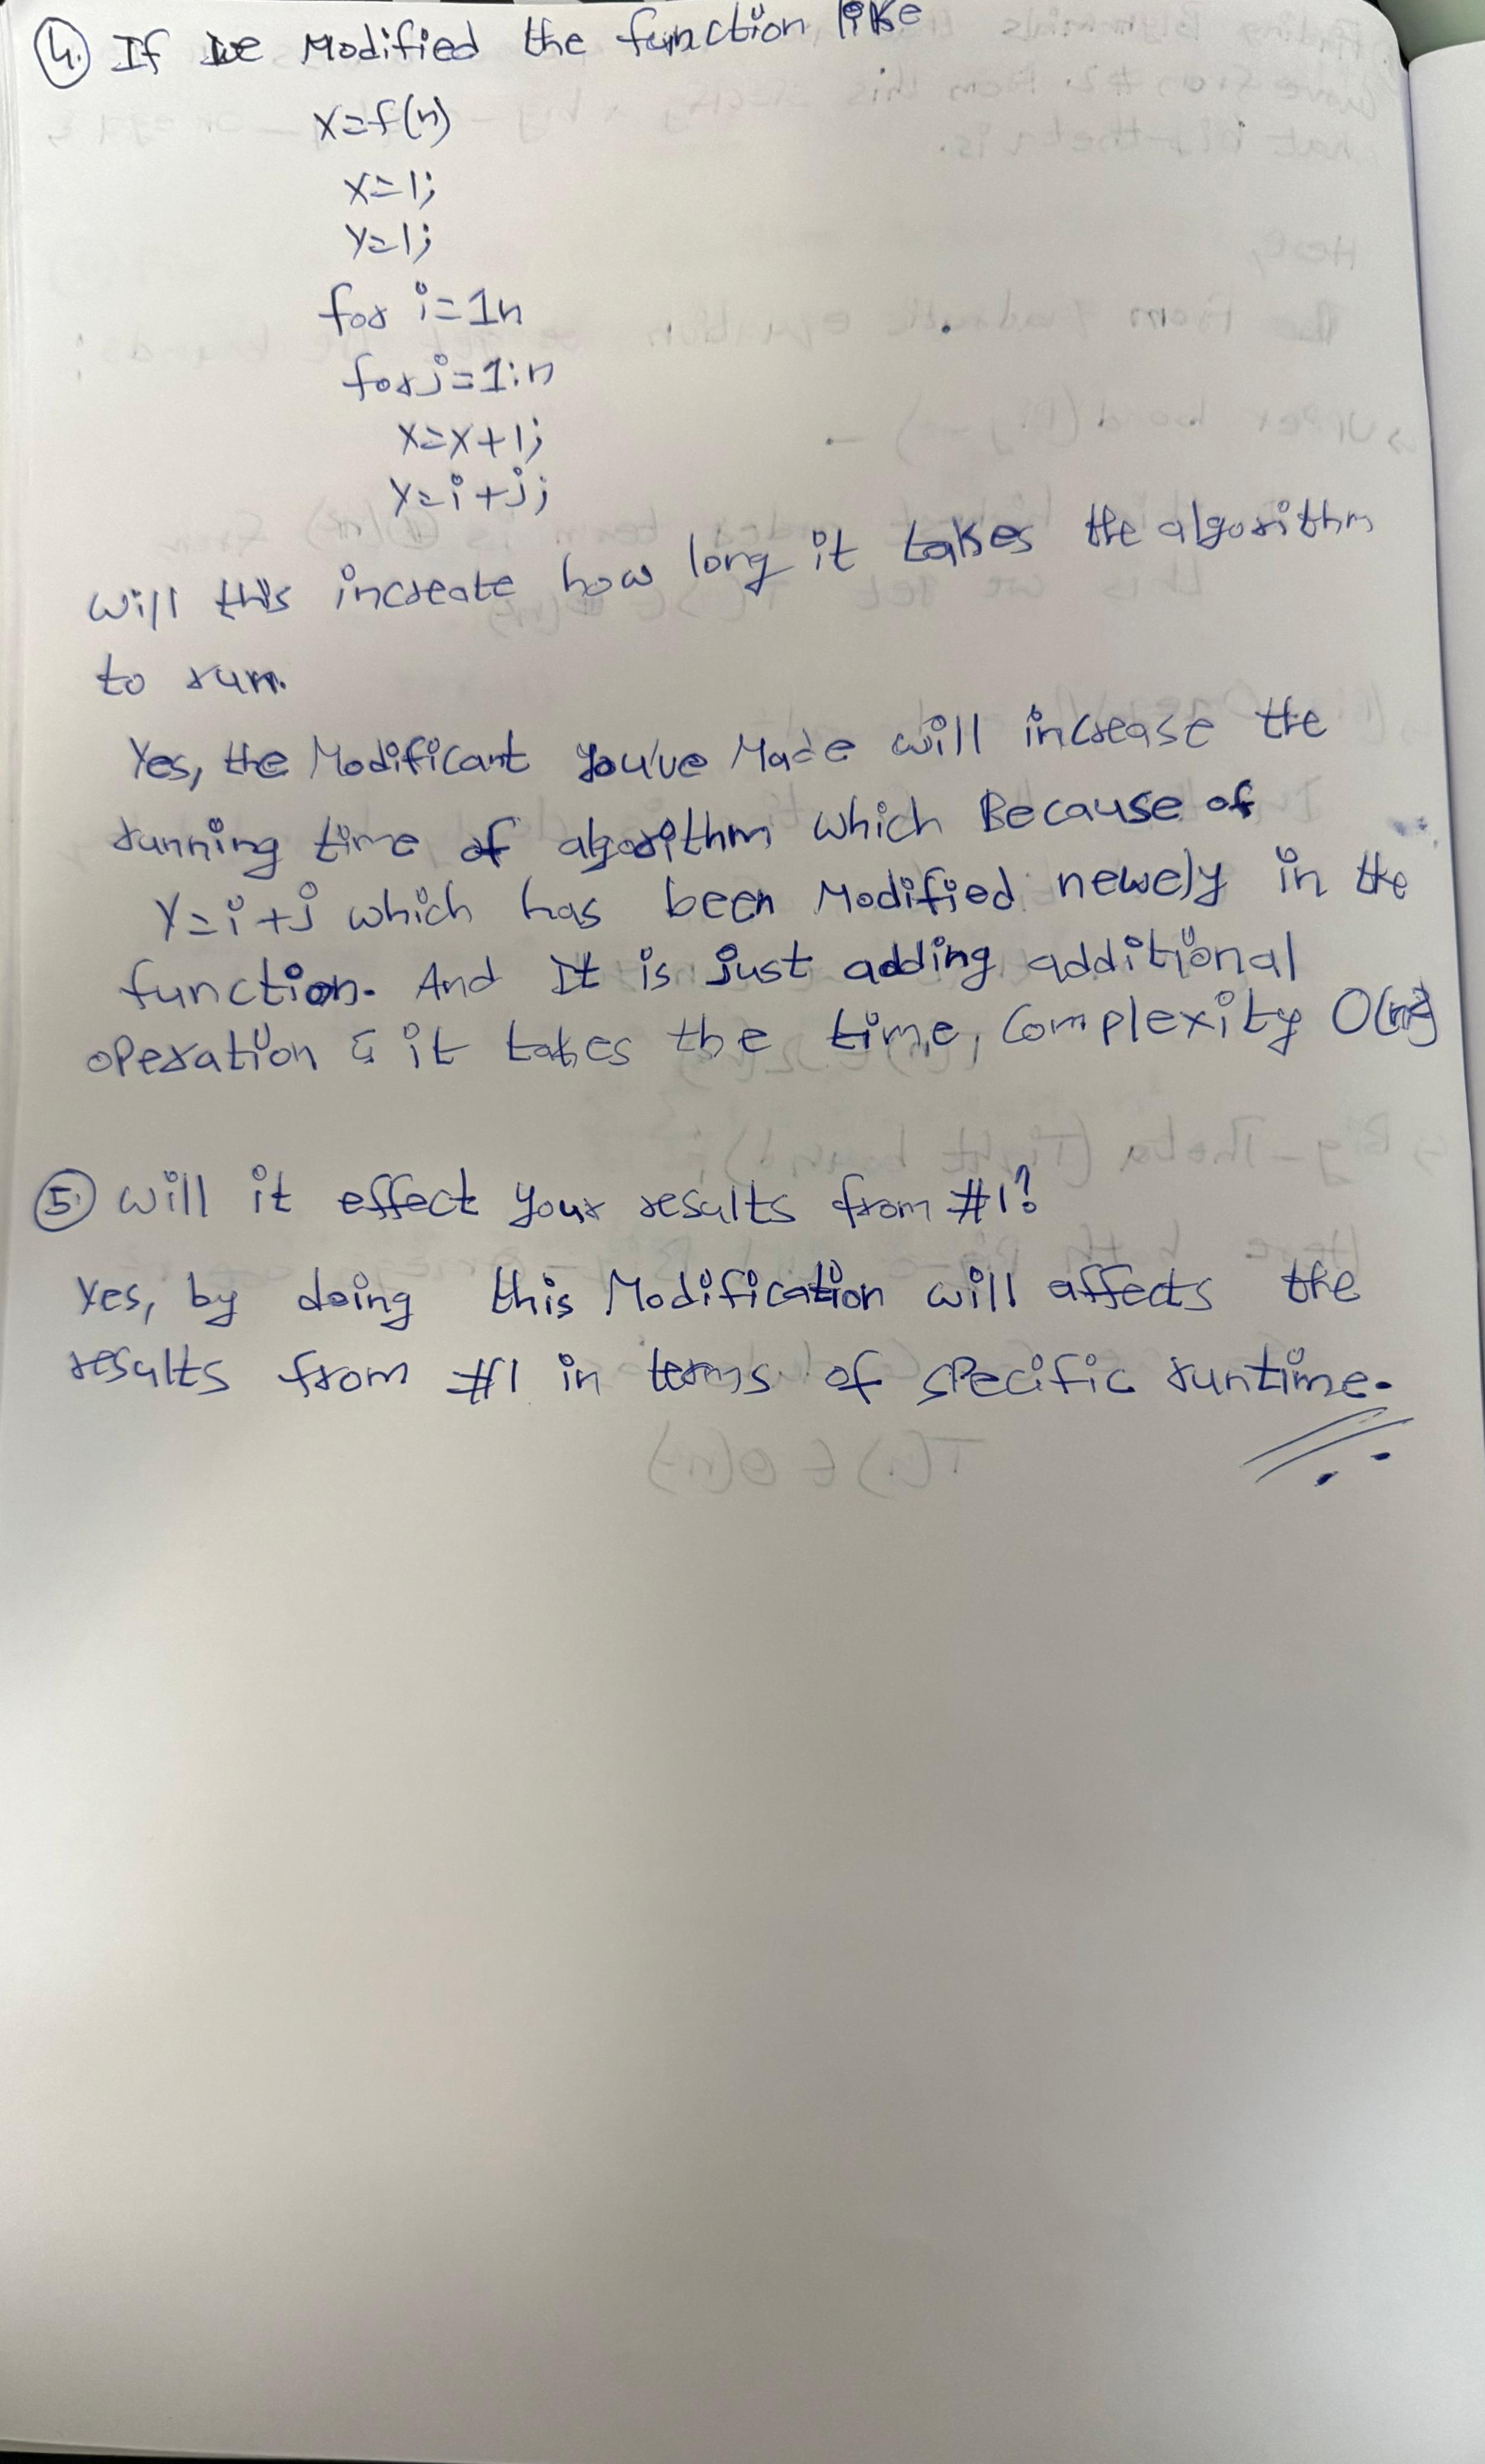 4. If we Modified the function like
x=f(n)
x=1;
y=1;
for i=1n
for j=1:n
x=x+1;
y=i+j;
will this increate how long it takes the algorithm
to run.
Yes, the Modificant you've Made will increase the
running time of algorithm which Because of
y=i+j which has been Modified newely in the
function. And It is just adding additional
operation & it takes the time, Complexity O(n²)
5. will it effect your results from #1?
Yes, by doing this Modification will affects the
results from #1 in terms of specific runtime.